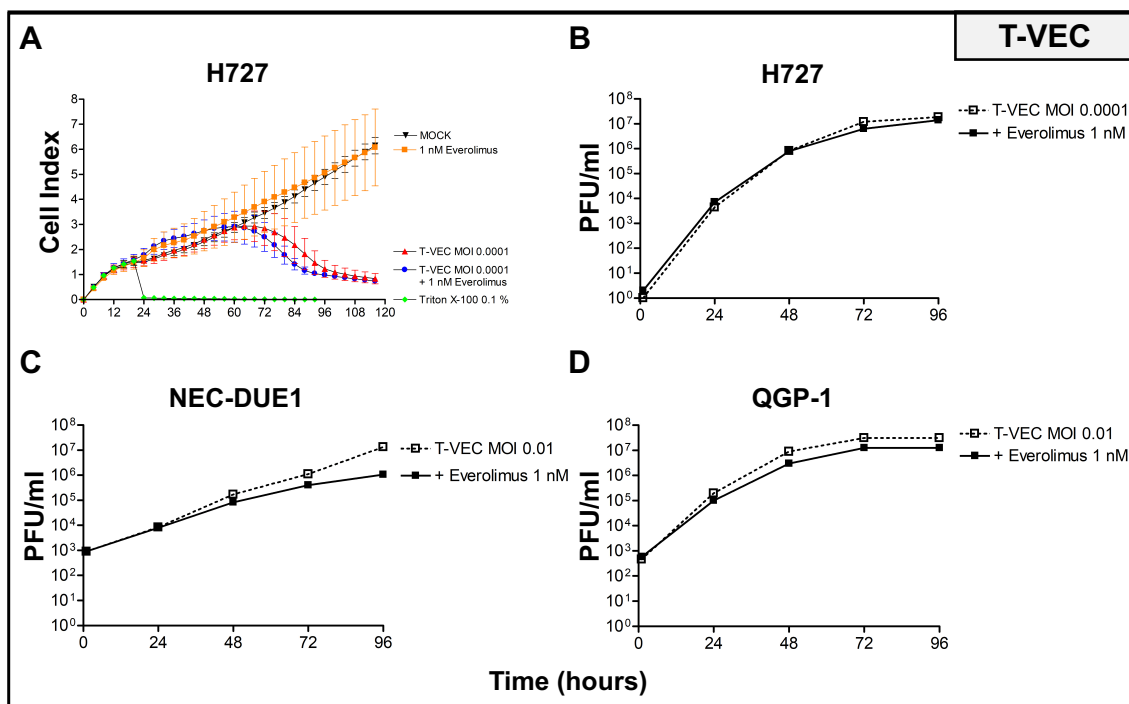 T-VEC
A
H727
Cell Index
8
7
6
5
4
3
2
1
0
0 12 24 36 48 60 72 84 96 108 120
MOCK
1 nM Everolimus
T-VEC MOI 0.0001
T-VEC MOI 0.0001
+ 1 nM Everolimus
Triton X-100 0.1 %
B
H727
PFU/ml
10⁸
10⁷
10⁶
10⁵
10⁴
10³
10²
10¹
10⁰
0 24 48 72 96
T-VEC MOI 0.0001
+ Everolimus 1 nM
C
NEC-DUE1
PFU/ml
10⁸
10⁷
10⁶
10⁵
10⁴
10³
10²
10¹
10⁰
0 24 48 72 96
T-VEC MOI 0.01
+ Everolimus 1 nM
D
QGP-1
PFU/ml
10⁸
10⁷
10⁶
10⁵
10⁴
10³
10²
10¹
10⁰
0 24 48 72 96
T-VEC MOI 0.01
+ Everolimus 1 nM
Time (hours)